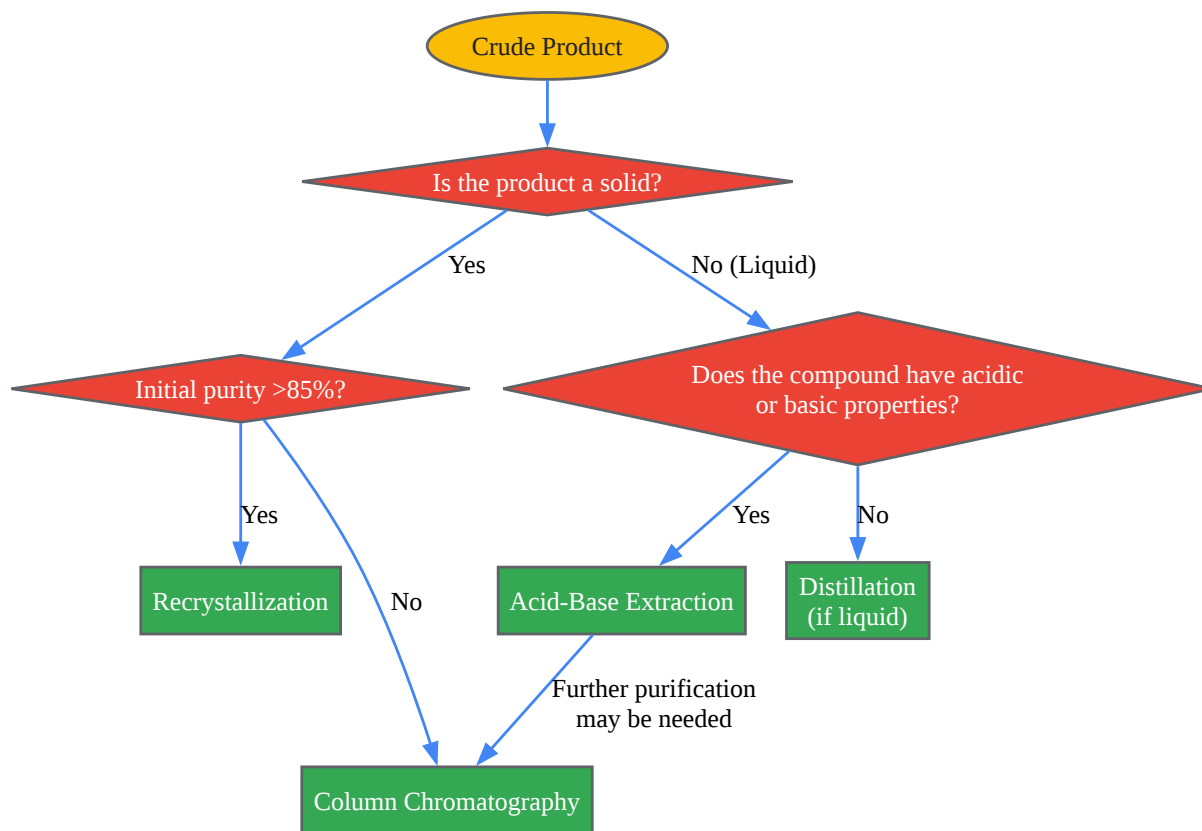 Crude Product
Is the product a solid?
Yes
No (Liquid)
Initial purity >85%?
Does the compound have acidic
or basic properties?
Yes
No
Yes
No
Recrystallization
Acid-Base Extraction
Distillation
(if liquid)
Further purification
may be needed
Column Chromatography